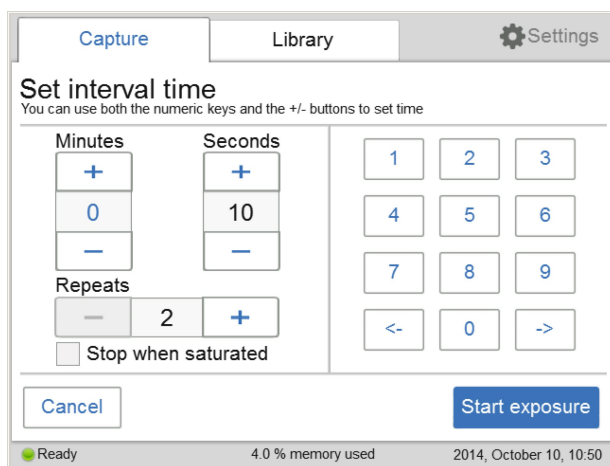 Capture Library Settings
Set interval time
You can use both the numeric keys and the +/- buttons to set time
Minutes Seconds
+ +
0 10
− −
Repeats
− 2 +
Stop when saturated
1 2 3
4 5 6
7 8 9
<- 0 ->
Cancel Start exposure
Ready 4.0 % memory used 2014, October 10, 10:50